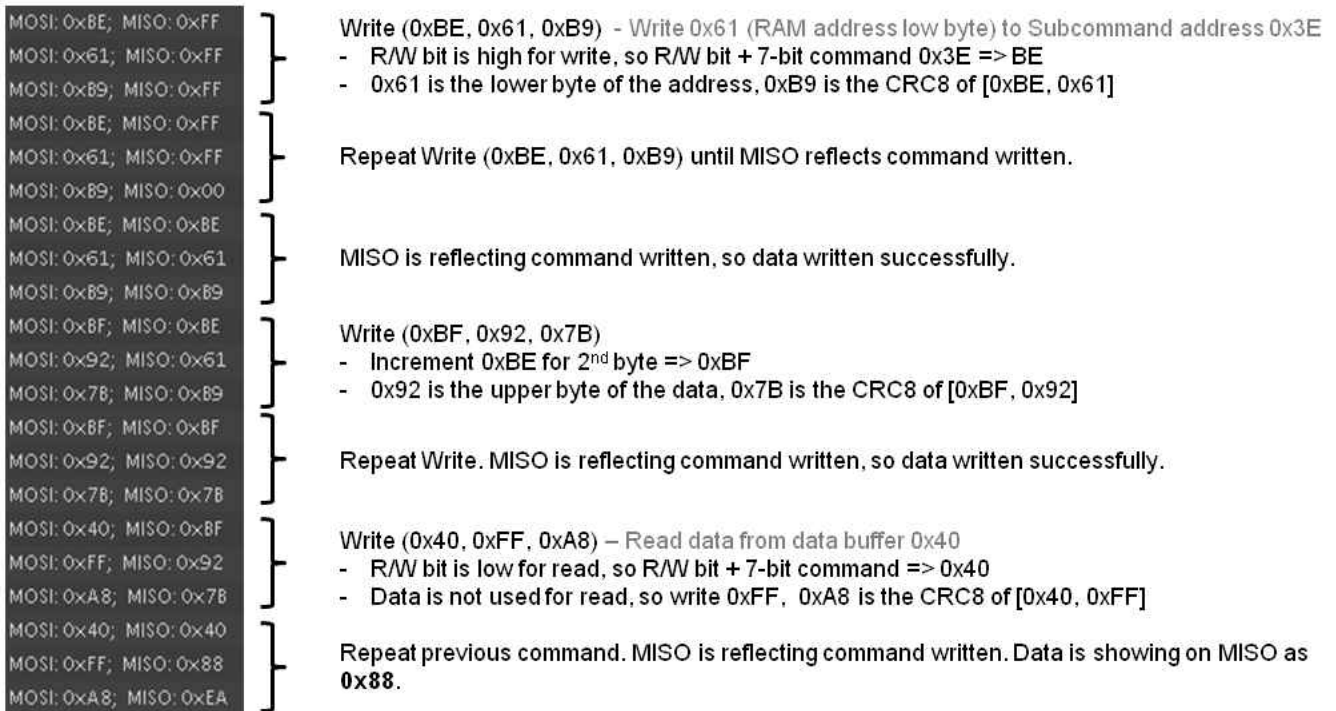 MOSI: 0xBE; MISO: 0xFF
MOSI: 0x61; MISO: 0xFF
MOSI: 0xB9; MISO: 0xFF
Write (0xBE, 0x61, 0xB9) - Write 0x61 (RAM address low byte) to Subcommand address 0x3E
- R/W bit is high for write, so R/W bit + 7-bit command 0x3E => BE
- 0x61 is the lower byte of the address, 0xB9 is the CRC8 of [0xBE, 0x61]
MOSI: 0xBE; MISO: 0xFF
MOSI: 0x61; MISO: 0xFF
MOSI: 0xB9; MISO: 0x00
Repeat Write (0xBE, 0x61, 0xB9) until MISO reflects command written.
MOSI: 0xBE; MISO: 0xBE
MOSI: 0x61; MISO: 0x61
MOSI: 0xB9; MISO: 0xB9
MISO is reflecting command written, so data written successfully.
MOSI: 0xBF; MISO: 0xBE
MOSI: 0x92; MISO: 0x61
MOSI: 0x7B; MISO: 0xB9
Write (0xBF, 0x92, 0x7B)
- Increment 0xBE for 2nd byte => 0xBF
- 0x92 is the upper byte of the data, 0x7B is the CRC8 of [0xBF, 0x92]
MOSI: 0xBF; MISO: 0xBF
MOSI: 0x92; MISO: 0x92
MOSI: 0x7B; MISO: 0x7B
Repeat Write. MISO is reflecting command written, so data written successfully.
MOSI: 0x40; MISO: 0xBF
MOSI: 0xFF; MISO: 0x92
MOSI: 0xA8; MISO: 0x7B
Write (0x40, 0xFF, 0xA8) – Read data from data buffer 0x40
- R/W bit is low for read, so R/W bit + 7-bit command => 0x40
- Data is not used for read, so write 0xFF, 0xA8 is the CRC8 of [0x40, 0xFF]
MOSI: 0x40; MISO: 0x40
MOSI: 0xFF; MISO: 0x88
MOSI: 0xA8; MISO: 0xEA
Repeat previous command. MISO is reflecting command written. Data is showing on MISO as
0x88.